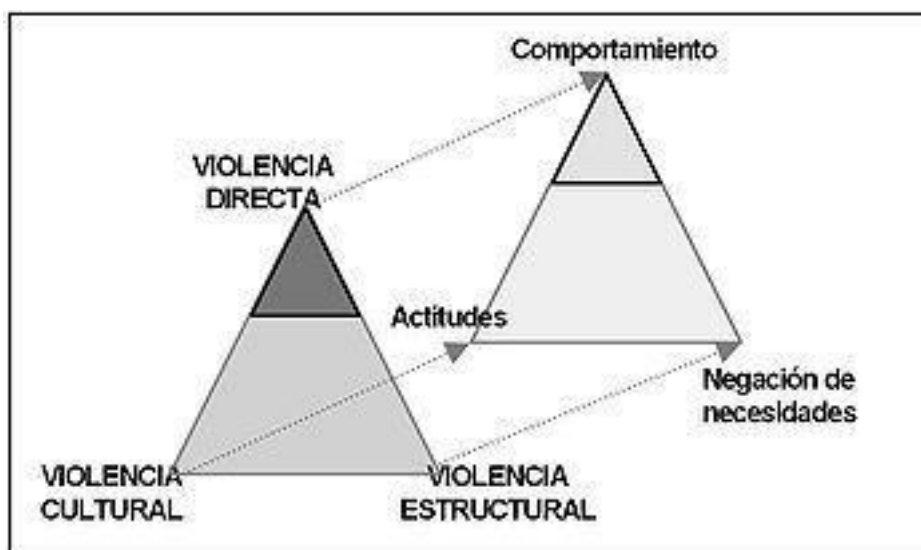 Comportamiento
VIOLENCIA
DIRECTA
Actitudes
Negación de
necesidades
VIOLENCIA
CULTURAL
VIOLENCIA
ESTRUCTURAL